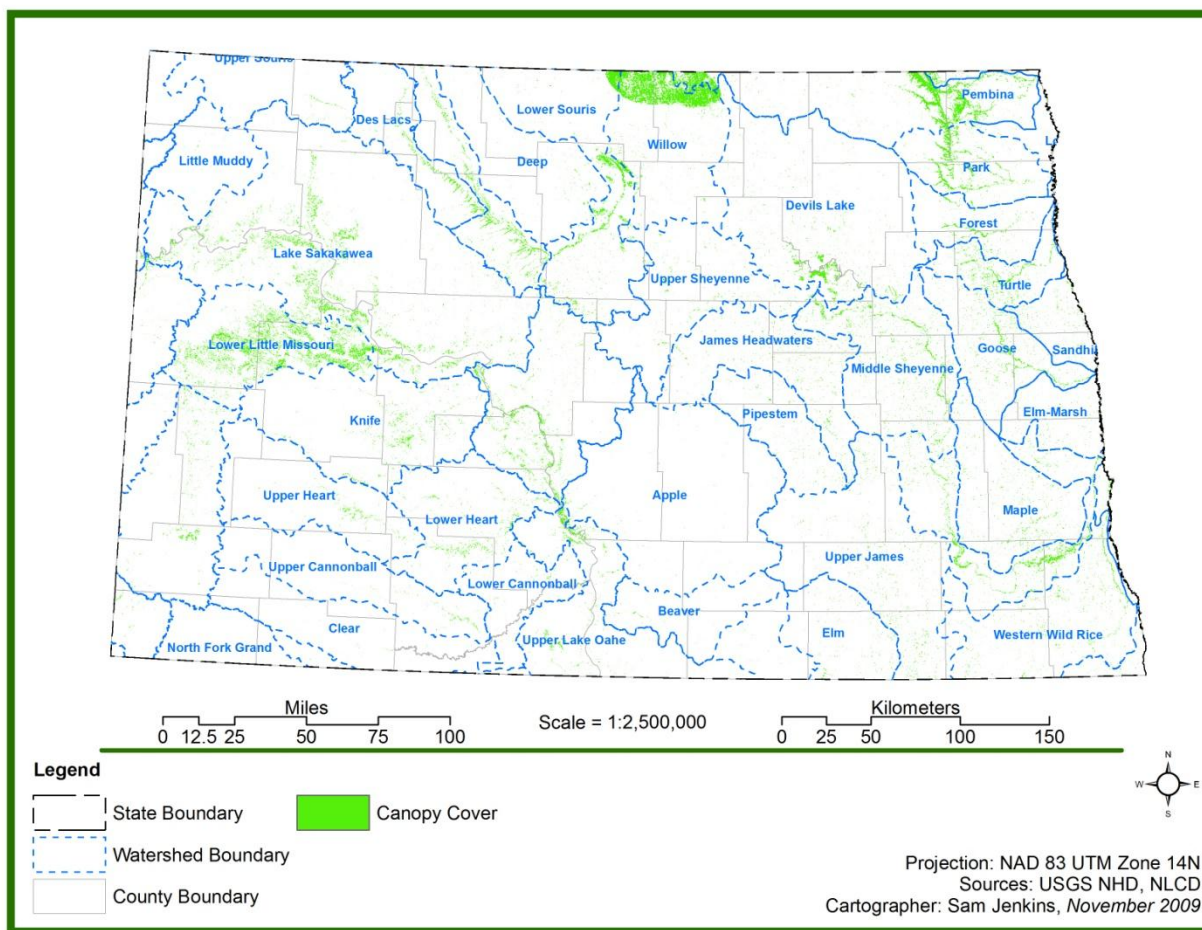 Upper Souris
Lower Souris
Pembina
Des Lacs
Willow
Little Muddy
Deep
Park
Devils Lake
Forest
Lake Sakakawea
Upper Sheyenne
Turtle
Lower Little Missouri
James Headwaters
Goose
Sandhi
Middle Sheyenne
Knife
Pipestem
Elm-Marsh
Upper Heart
Apple
Lower Heart
Maple
Upper James
Upper Cannonball
Lower Cannonball
Beaver
Clear
Elm
Western Wild Rice
North Fork Grand
Upper Lake Oahe
Miles
0 12.5 25 50 75 100
Scale = 1:2,500,000
Kilometers
0 25 50 100 150
Legend
State Boundary
Canopy Cover
Watershed Boundary
County Boundary
N
W E
S
Projection: NAD 83 UTM Zone 14N
Sources: USGS NHD, NLCD
Cartographer: Sam Jenkins, November 2009